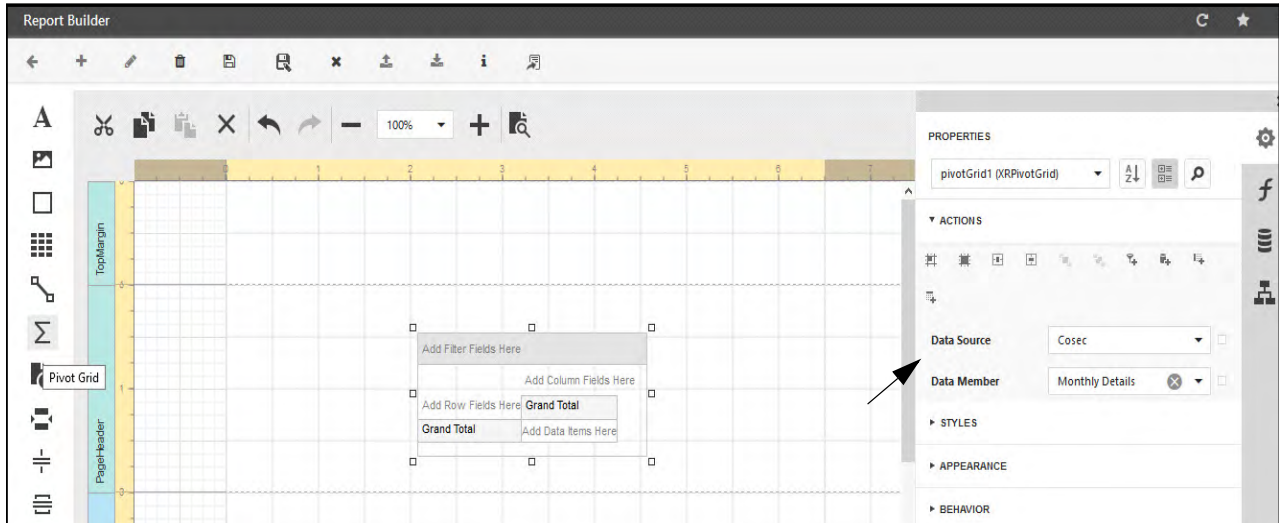 Report Builder
A
100%
0 1 2 3 4 5 6 7
PROPERTIES
pivotGrid1 (XRPivotGrid)
ACTIONS
TopMargin
Data Source
Cosec
Data Member
Monthly Details
Pivot Grid
Add Filter Fields Here
Add Column Fields Here
Add Row Fields Here
Grand Total
Grand Total
Add Data Items Here
PageHeader
STYLES
APPEARANCE
BEHAVIOR